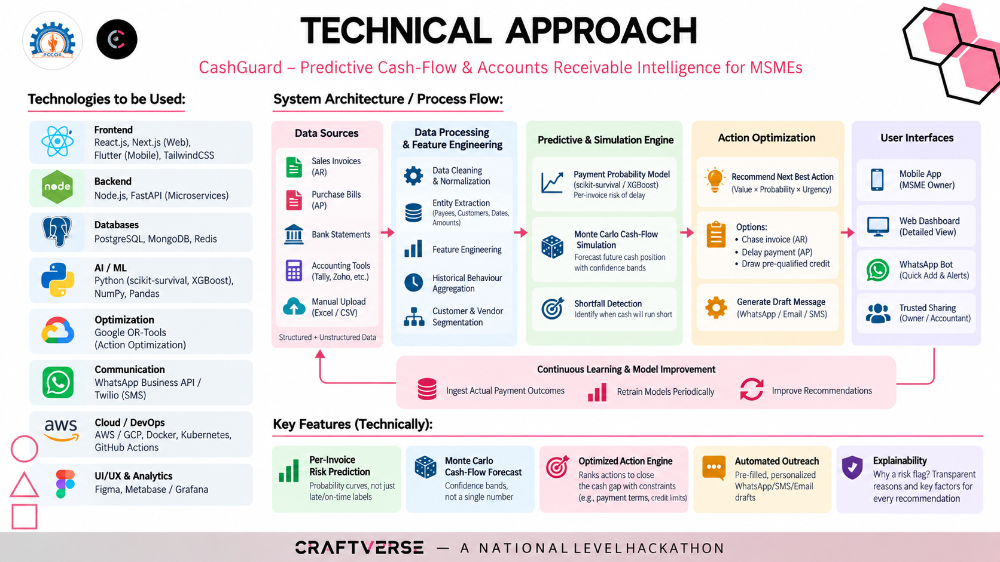 PCCOE
TECHNICAL APPROACH
CashGuard – Predictive Cash-Flow & Accounts Receivable Intelligence for MSMEs
Technologies to be Used:
Frontend
React.js, Next.js (Web),
Flutter (Mobile), TailwindCSS
node
Backend
Node.js, FastAPI (Microservices)
Databases
PostgreSQL, MongoDB, Redis
AI / ML
Python (scikit-survival, XGBoost),
NumPy, Pandas
Optimization
Google OR-Tools
(Action Optimization)
Communication
WhatsApp Business API /
Twilio (SMS)
aws
Cloud / DevOps
AWS / GCP, Docker, Kubernetes,
GitHub Actions
UI/UX & Analytics
Figma, Metabase / Grafana
System Architecture / Process Flow:
Data Sources
Sales Invoices
(AR)
Purchase Bills
(AP)
Bank Statements
Accounting Tools
(Tally, Zoho, etc.)
Manual Upload
(Excel / CSV)
Structured + Unstructured Data
Data Processing
& Feature Engineering
Data Cleaning
& Normalization
Entity Extraction
(Payees, Customers, Dates,
Amounts)
Feature Engineering
Historical Behaviour
Aggregation
Customer & Vendor
Segmentation
Predictive & Simulation Engine
Payment Probability Model
(scikit-survival / XGBoost)
Per-invoice risk of delay
Monte Carlo Cash-Flow
Simulation
Forecast future cash position
with confidence bands
Shortfall Detection
Identify when cash will run short
Action Optimization
Recommend Next Best Action
(Value × Probability × Urgency)
Options:
• Chase invoice (AR)
• Delay payment (AP)
• Draw pre-qualified credit
Generate Draft Message
(WhatsApp / Email / SMS)
User Interfaces
Mobile App
(MSME Owner)
Web Dashboard
(Detailed View)
WhatsApp Bot
(Quick Add & Alerts)
Trusted Sharing
(Owner / Accountant)
Continuous Learning & Model Improvement
Ingest Actual Payment Outcomes
Retrain Models Periodically
Improve Recommendations
Key Features (Technically):
Per-Invoice
Risk Prediction
Probability curves, not just
late/on-time labels
Monte Carlo
Cash-Flow Forecast
Confidence bands,
not a single number
Optimized Action Engine
Ranks actions to close
the cash gap with constraints
(e.g., payment terms, credit limits)
Automated Outreach
Pre-filled, personalized
WhatsApp/SMS/Email
drafts
Explainability
Why a risk flag? Transparent
reasons and key factors for
every recommendation
CRAFTVERSE — A NATIONAL LEVEL HACKATHON